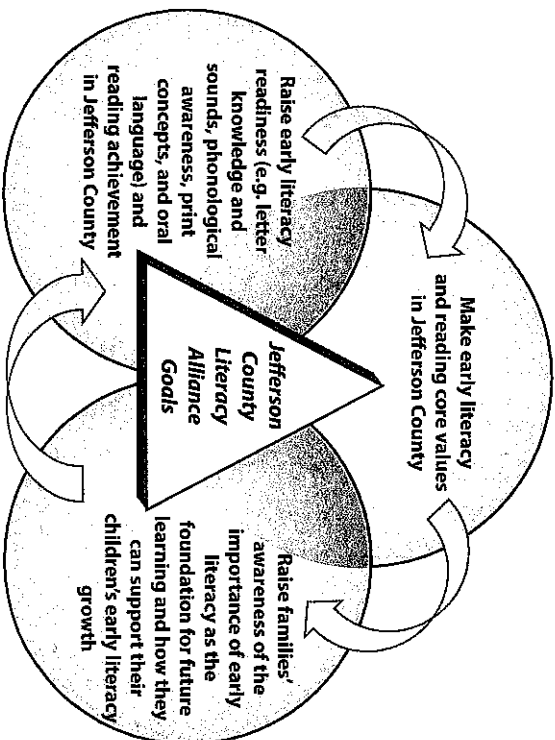 Make early literacy
and reading core values
in Jefferson County
Raise early literacy
readiness (e.g. letter
knowledge and
sounds, phonological
awareness, print
concepts, and oral
language) and
reading achievement
in Jefferson County
Jefferson
County
Literacy
Alliance
Goals
Raise families'
awareness of the
importance of early
literacy as the
foundation for future
learning and how they
can support their
children's early literacy
growth